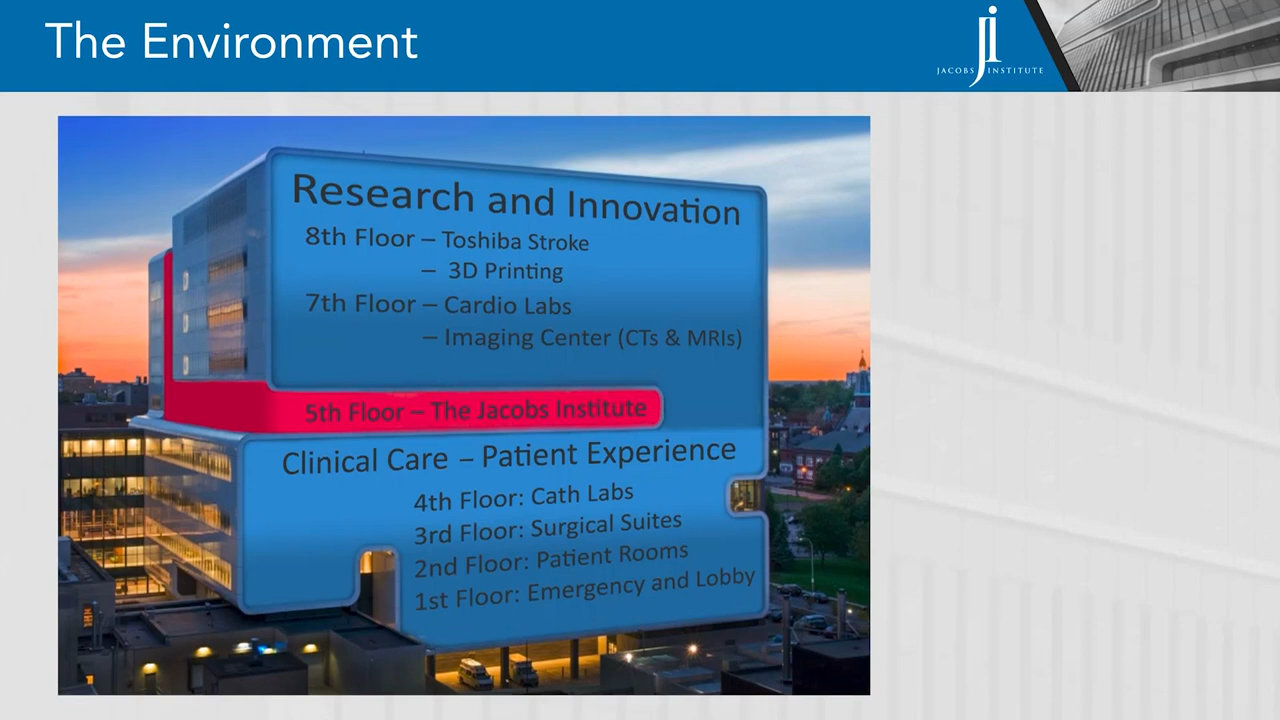 The Environment
JACOBS INSTITUTE
Research and Innovation
8th Floor – Toshiba Stroke
– 3D Printing
7th Floor – Cardio Labs
– Imaging Center (CTs & MRIs)
5th Floor – The Jacobs Institute
Clinical Care – Patient Experience
4th Floor: Cath Labs
3rd Floor: Surgical Suites
2nd Floor: Patient Rooms
1st Floor: Emergency and Lobby